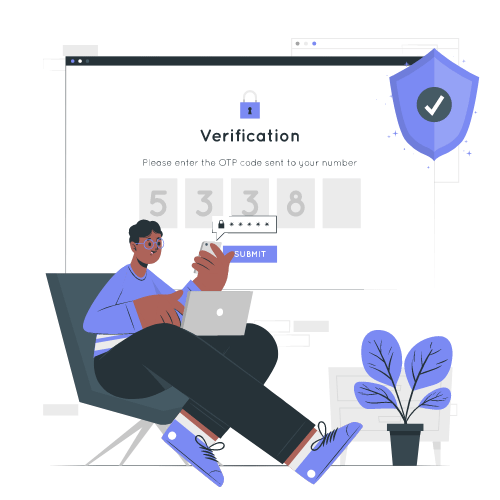 Verification
Please enter the OTP code sent to your number
5 3 3 8
*****
SUBMIT